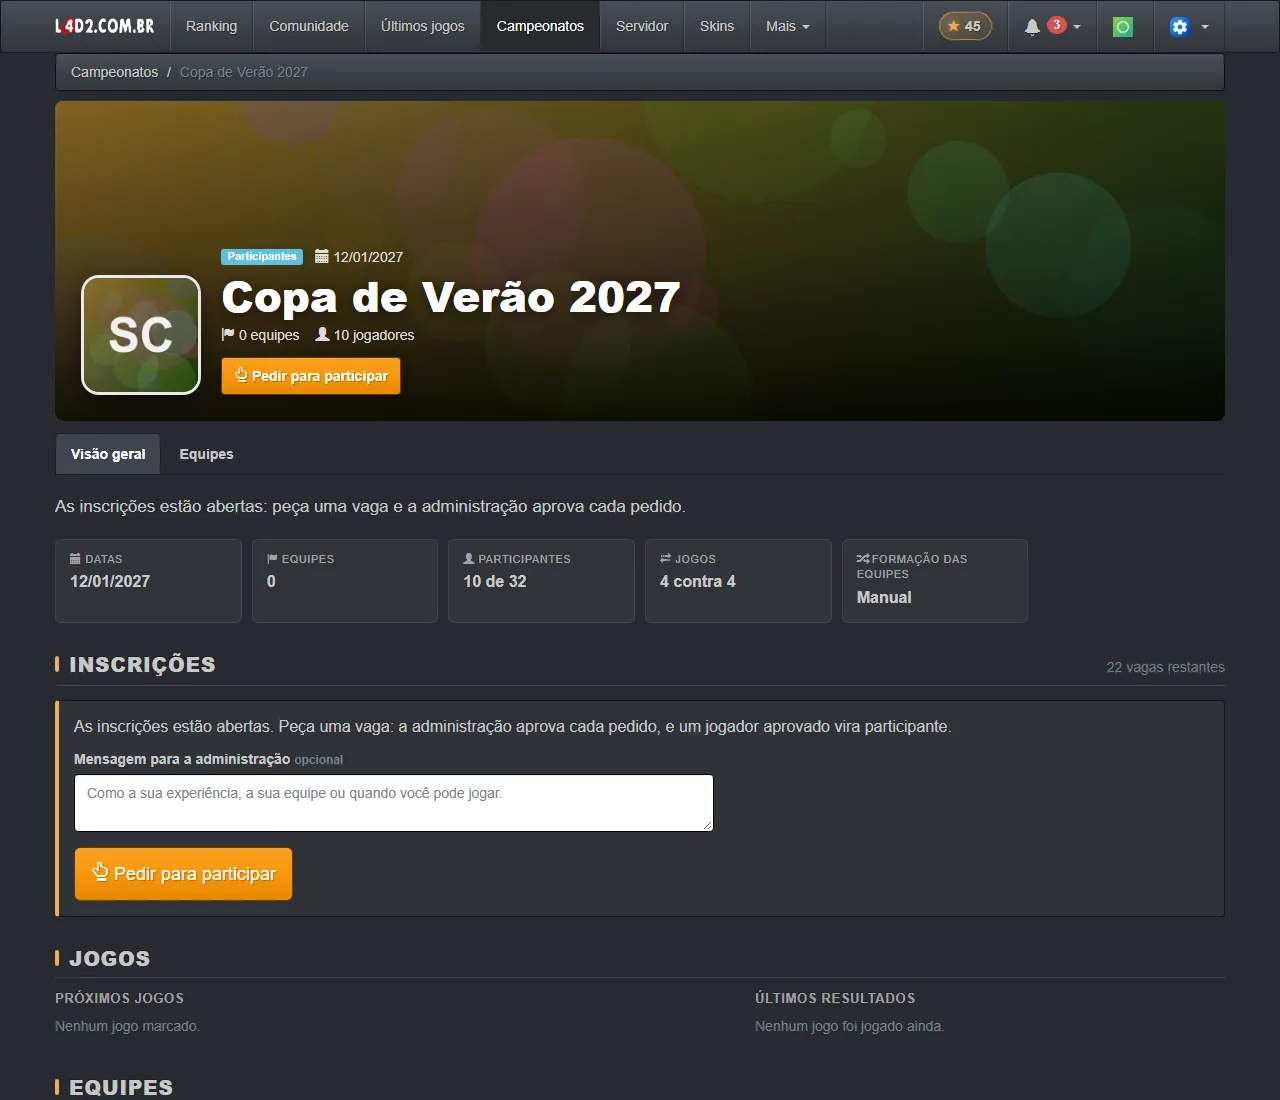 L4D2.COM.BR Ranking Comunidade Últimos jogos Campeonatos Servidor Skins Mais 45 3
Campeonatos / Copa de Verão 2027
Participantes 12/01/2027
SC
Copa de Verão 2027
0 equipes 10 jogadores
Pedir para participar
Visão geral Equipes
As inscrições estão abertas: peça uma vaga e a administração aprova cada pedido.
DATAS
12/01/2027
EQUIPES
0
PARTICIPANTES
10 de 32
JOGOS
4 contra 4
FORMAÇÃO DAS
EQUIPES
Manual
INSCRIÇÕES
22 vagas restantes
As inscrições estão abertas. Peça uma vaga: a administração aprova cada pedido, e um jogador aprovado vira participante.
Mensagem para a administração opcional
Como a sua experiência, a sua equipe ou quando você pode jogar.
Pedir para participar
JOGOS
PRÓXIMOS JOGOS
Nenhum jogo marcado.
ÚLTIMOS RESULTADOS
Nenhum jogo foi jogado ainda.
EQUIPES